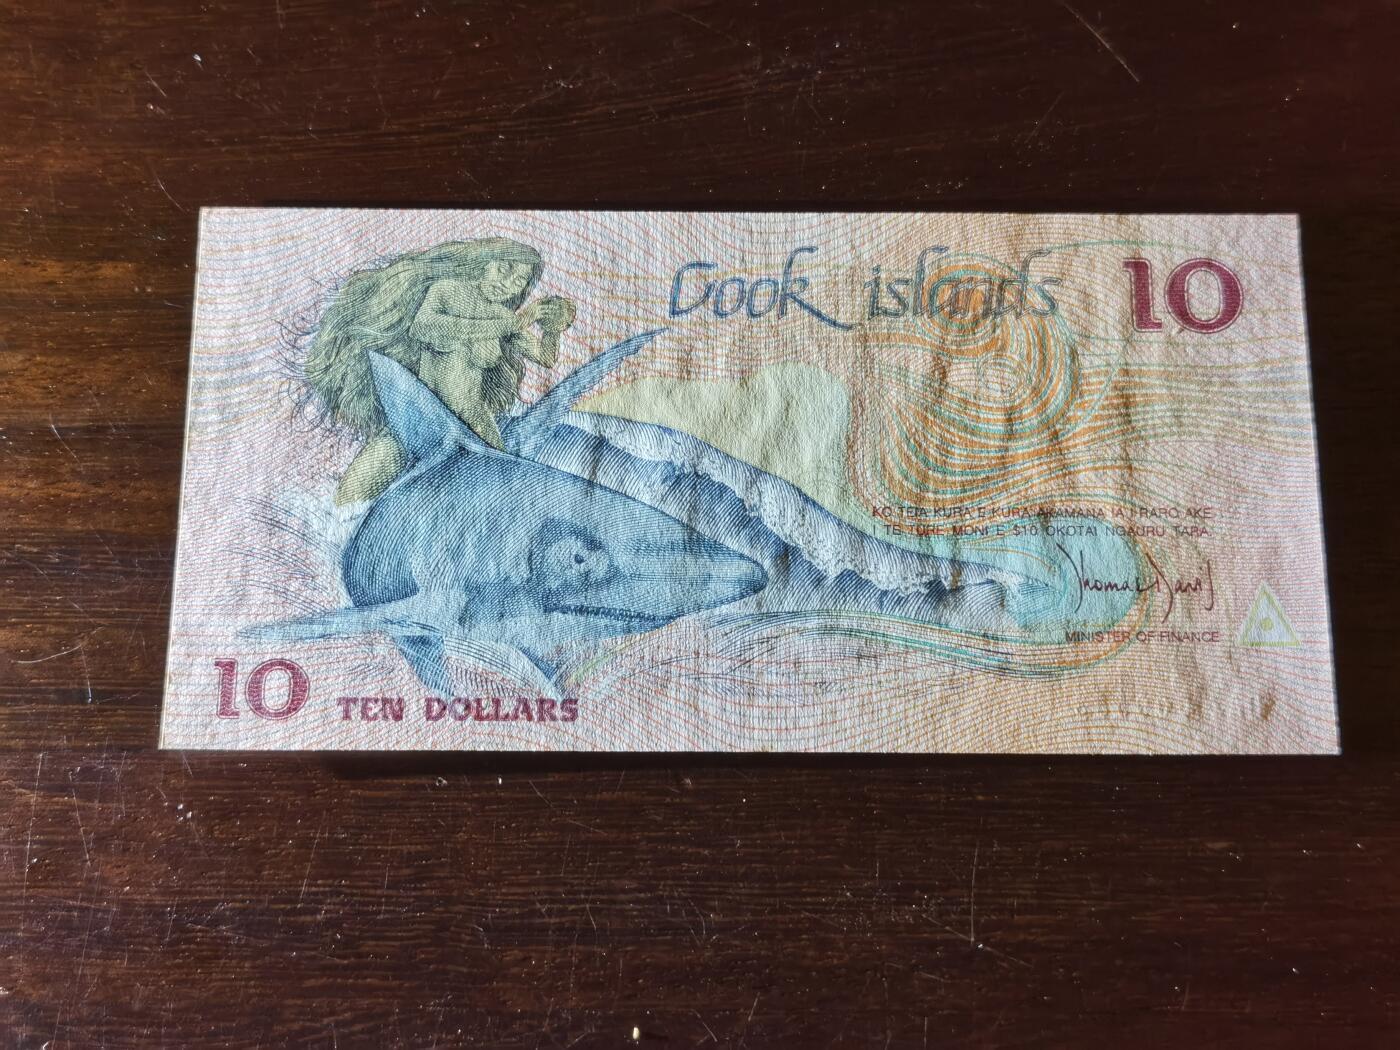 Cook islands
10
KO TEIA KURA E KURA AKAMANA IA I RARO AKE
TE TURE MONI E $10 OKOTAI NGAURU TARA
Thomas Davis
MINISTER OF FINANCE
10 TEN DOLLARS